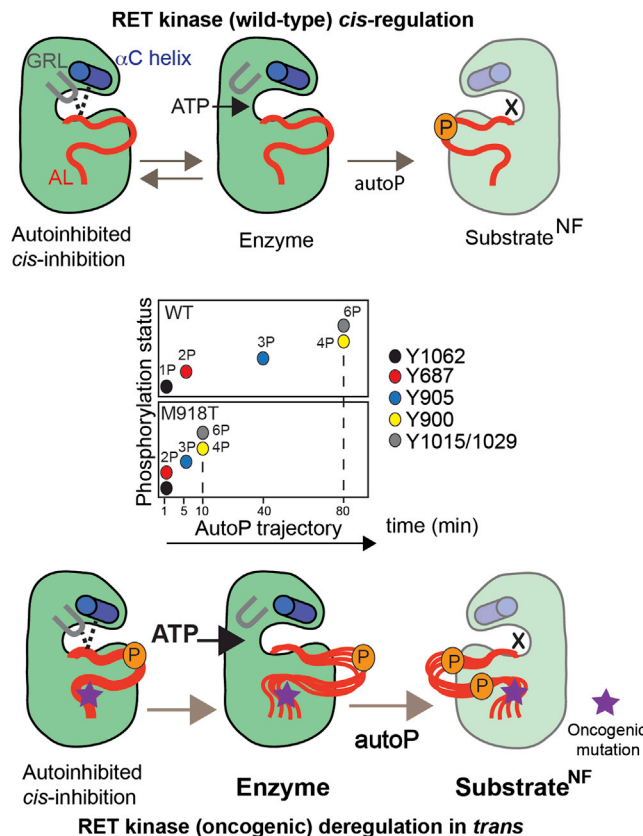 RET kinase (wild-type) cis-regulation
GRL
αC helix
ATP
AL
autoP
P
X
Autoinhibited
cis-inhibition
Enzyme
Substrate^NF
Phosphorylation status
WT
1P
2P
3P
4P
6P
M918T
2P
3P
4P
6P
Y1062
Y687
Y905
Y900
Y1015/1029
1
5
10
40
80
time (min)
AutoP trajectory
ATP
P
P
P
P
X
autoP
Oncogenic
mutation
Autoinhibited
cis-inhibition
Enzyme
Substrate^NF
RET kinase (oncogenic) deregulation in trans